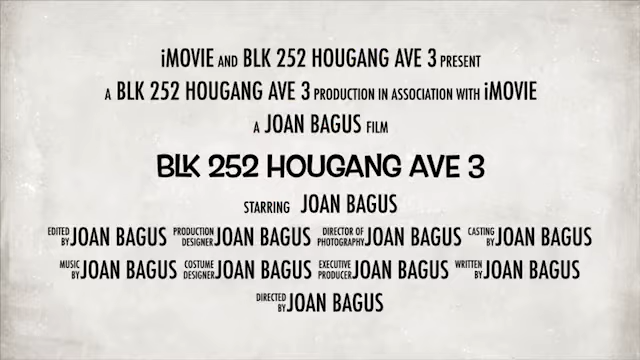 iMOVIE AND BLK 252 HOUGANG AVE 3 PRESENT
A BLK 252 HOUGANG AVE 3 PRODUCTION IN ASSOCIATION WITH iMOVIE
A JOAN BAGUS FILM
BLK 252 HOUGANG AVE 3
STARRING JOAN BAGUS
EDITED BY JOAN BAGUS PRODUCTION DESIGNER JOAN BAGUS DIRECTOR OF PHOTOGRAPHY JOAN BAGUS CASTING BY JOAN BAGUS
MUSIC BY JOAN BAGUS COSTUME DESIGNER JOAN BAGUS EXECUTIVE PRODUCER JOAN BAGUS WRITTEN BY JOAN BAGUS
DIRECTED BY JOAN BAGUS